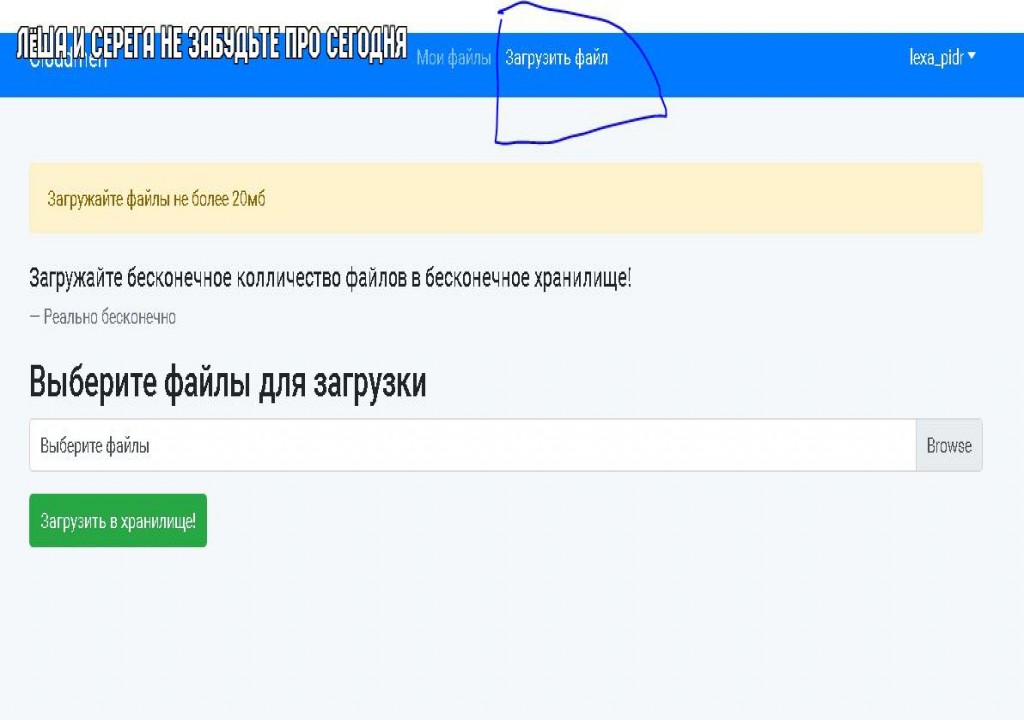 ЛЁША И СЕРЕГА НЕ ЗАБУДЬТЕ ПРО СЕГОДНЯ
Мои файлы Загрузить файл lexa_pidr
Загружайте файлы не более 20мб
Загружайте бесконечное колличество файлов в бесконечное хранилище!
— Реально бесконечно
Выберите файлы для загрузки
Выберите файлы Browse
Загрузить в хранилище!